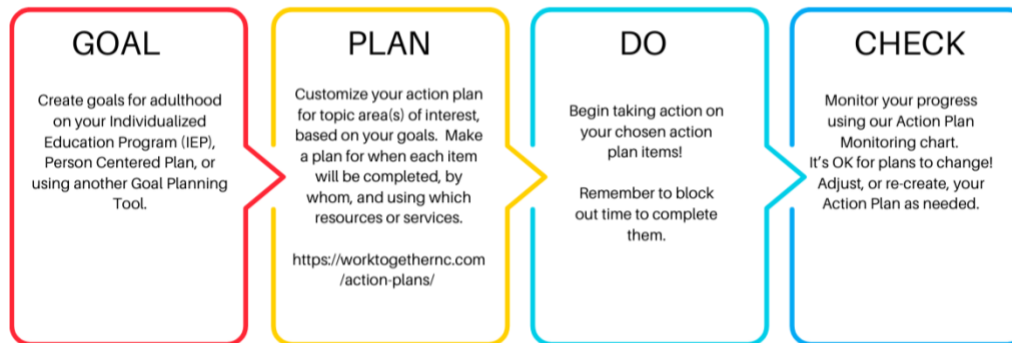 GOAL
Create goals for adulthood
on your Individualized
Education Program (IEP),
Person Centered Plan, or
using another Goal Planning
Tool.
PLAN
Customize your action plan
for topic area(s) of interest,
based on your goals. Make
a plan for when each item
will be completed, by
whom, and using which
resources or services.
https://worktogethernc.com
/action-plans/
DO
Begin taking action on
your chosen action
plan items!
Remember to block
out time to complete
them.
CHECK
Monitor your progress
using our Action Plan
Monitoring chart.
It's OK for plans to change!
Adjust, or re-create, your
Action Plan as needed.